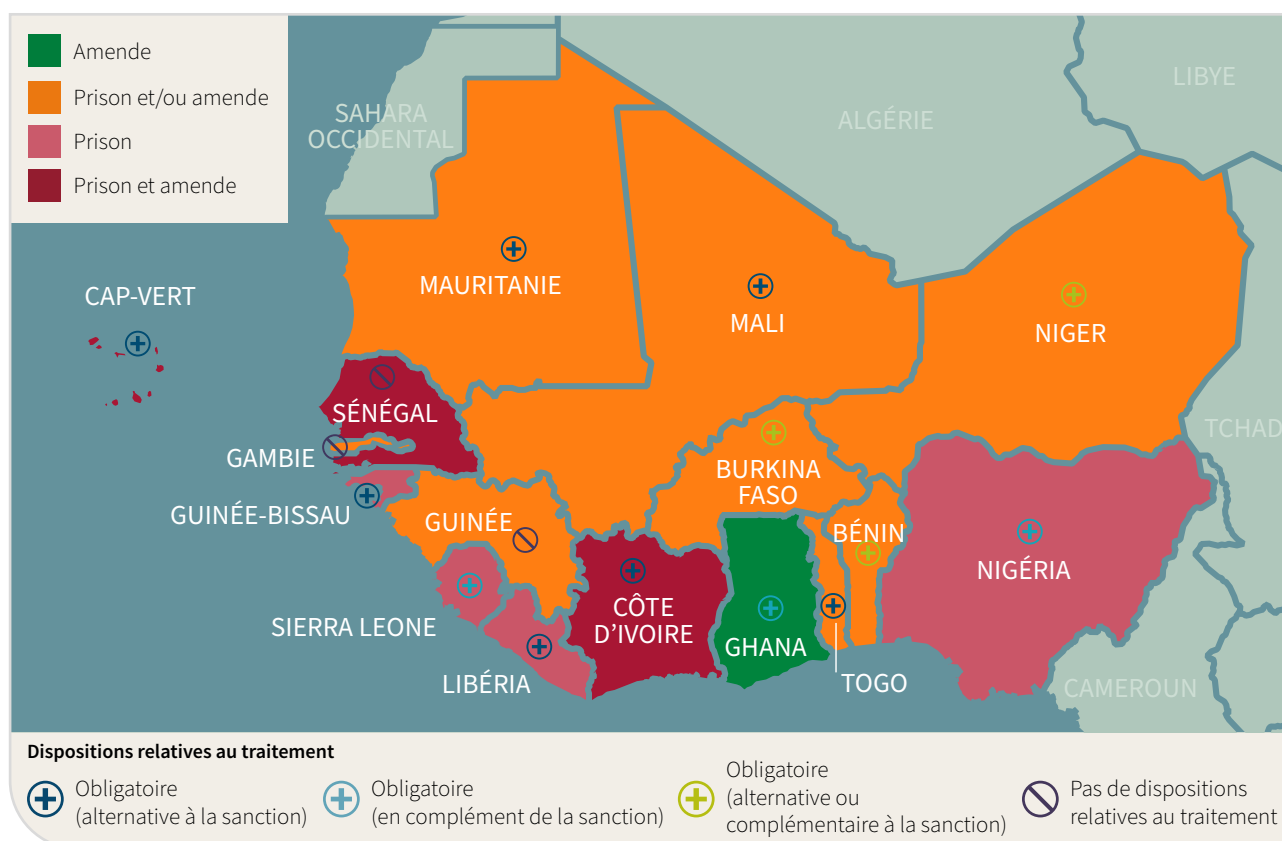 Amende
Prison et/ou amende
Prison
Prison et amende
SAHARA
OCCIDENTAL
ALGÉRIE
LIBYE
MAURITANIE
CAP-VERT
MALI
NIGER
SÉNÉGAL
TCHAD
GAMBIE
BURKINA
FASO
GUINÉE-BISSAU
GUINÉE
BÉNIN
NIGÉRIA
SIERRA LEONE
CÔTE
D’IVOIRE
GHANA
LIBÉRIA
TOGO
CAMEROUN
Dispositions relatives au traitement
Obligatoire
(alternative à la sanction)
Obligatoire
(en complément de la sanction)
Obligatoire
(alternative ou
complémentaire à la sanction)
Pas de dispositions
relatives au traitement